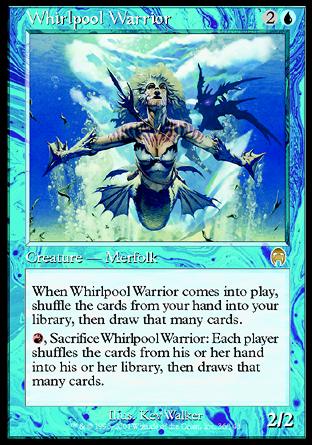 Whirlpool Warrior 2
Creature — Merfolk
When Whirlpool Warrior comes into play,
shuffle the cards from your hand into your
library, then draw that many cards.
, Sacrifice Whirlpool Warrior: Each player
shuffles the cards from his or her hand
into his or her library, then draws that
many cards.
Illus. Kev Walker
2/2